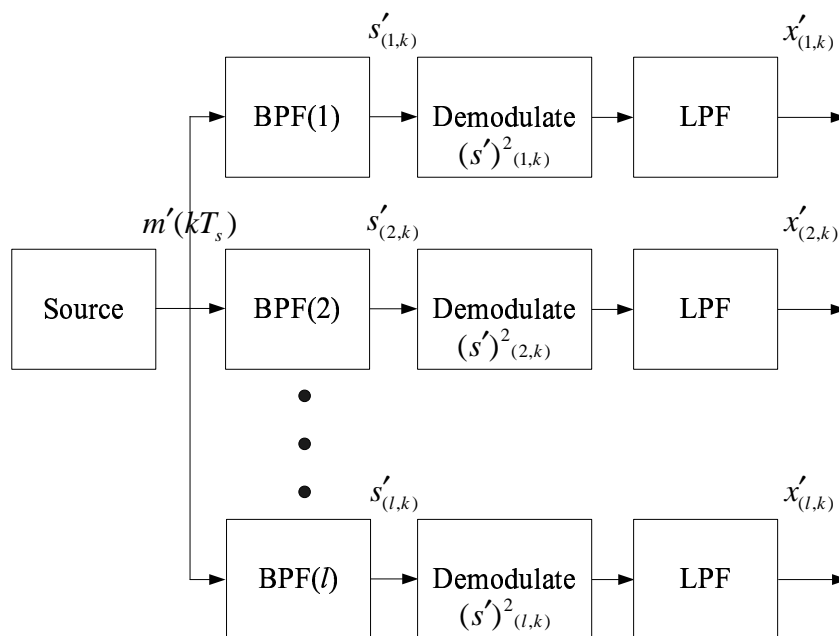 s′(1,k) x′(1,k)
BPF(1) Demodulate LPF
(s′)²(1,k)
m′(kTₛ) s′(2,k) x′(2,k)
Source BPF(2) Demodulate LPF
(s′)²(2,k)
s′(l,k) x′(l,k)
BPF(l) Demodulate LPF
(s′)²(l,k)